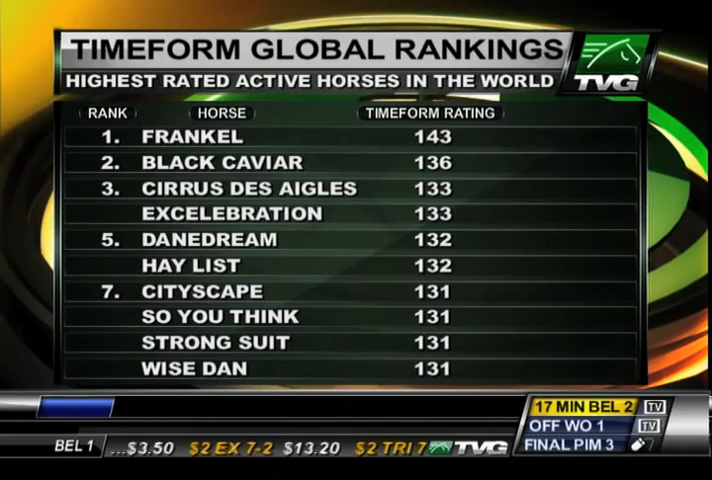 TIMEFORM GLOBAL RANKINGS
HIGHEST RATED ACTIVE HORSES IN THE WORLD
TVG
RANK HORSE TIMEFORM RATING
1. FRANKEL 143
2. BLACK CAVIAR 136
3. CIRRUS DES AIGLES 133
EXCELEBRATION 133
5. DANEDREAM 132
HAY LIST 132
7. CITYSCAPE 131
SO YOU THINK 131
STRONG SUIT 131
WISE DAN 131
17 MIN BEL 2 TV
OFF WO 1 TV
FINAL PIM 3
BEL 1 ...$3.50 $2 EX 7-2 $13.20 $2 TRI 7 TVG